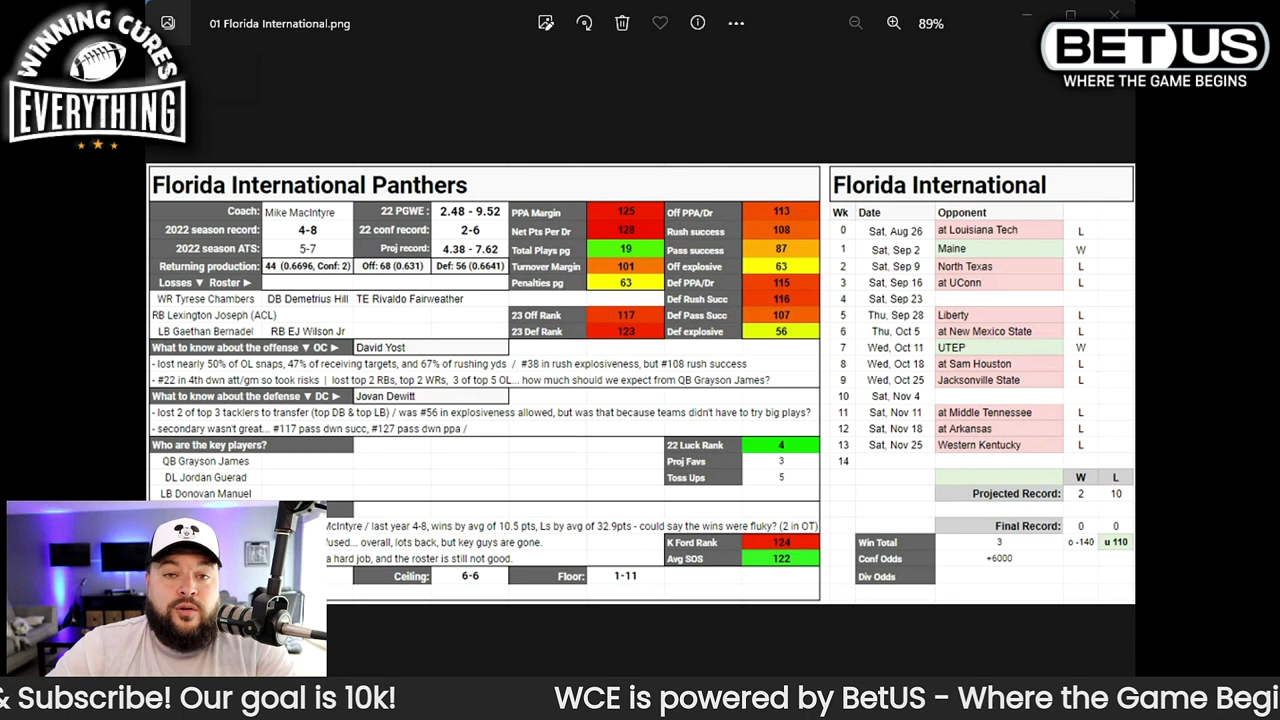 01 Florida International.png
89%
WINNING CURES
EVERYTHING
BETUS
WHERE THE GAME BEGINS
Florida International Panthers
Coach: Mike MacIntyre 22 PGWE : 2.48 - 9.52 PPA Margin 125 Off PPA/Dr 113
2022 season record: 4-8 22 conf record: 2-6 Net Pts Per Dr 128 Rush success 108
2022 season ATS: 5-7 Proj record: 4.38 - 7.62 Total Plays pg 19 Pass success 87
Returning production: 44 (0.6696, Conf: 2) Off: 68 (0.631) Def: 56 (0.6641) Turnover Margin 101 Off explosive 63
Losses ▼ Roster ► Penalties pg 63 Def PPA/Dr 115
WR Tyrese Chambers DB Demetrius Hill TE Rivaldo Fairweather Def Rush Succ 116
RB Lexington Joseph (ACL) 23 Off Rank 117 Def Pass Succ 107
LB Gaethan Bernadel RB EJ Wilson Jr 23 Def Rank 123 Def explosive 56
What to know about the offense ▼ OC ► David Yost
- lost nearly 50% of OL snaps, 47% of receiving targets, and 67% of rushing yds / #38 in rush explosiveness, but #108 rush success
- #22 in 4th dwn att/gm so took risks | lost top 2 RBs, top 2 WRs, 3 of top 5 OL... how much should we expect from QB Grayson James?
What to know about the defense ▼ DC ► Jovan Dewitt
- lost 2 of top 3 tacklers to transfer (top DB & top LB) / was #56 in explosiveness allowed, but was that because teams didn't have to try big plays?
- secondary wasn't great... #117 pass dwn succ, #127 pass dwn ppa /
Who are the key players? 22 Luck Rank 4
QB Grayson James Proj Favs 3
DL Jordan Guerad Toss Ups 5
LB Donovan Manuel
cIntyre / last year 4-8, wins by avg of 10.5 pts, Ls by avg of 32.9pts - could say the wins were fluky? (2 in OT)
used... overall, lots back, but key guys are gone. K Ford Rank 124
a hard job, and the roster is still not good. Avg SOS 122
Ceiling: 6-6 Floor: 1-11
Florida International
Wk Date Opponent
0 Sat, Aug 26 at Louisiana Tech L
1 Sat, Sep 2 Maine W
2 Sat, Sep 9 North Texas L
3 Sat, Sep 16 at UConn L
4 Sat, Sep 23
5 Thu, Sep 28 Liberty L
6 Thu, Oct 5 at New Mexico State L
7 Wed, Oct 11 UTEP W
8 Wed, Oct 18 at Sam Houston L
9 Wed, Oct 25 Jacksonville State L
10 Sat, Nov 4
11 Sat, Nov 11 at Middle Tennessee L
12 Sat, Nov 18 at Arkansas L
13 Sat, Nov 25 Western Kentucky L
14
W L
Projected Record: 2 10
Final Record: 0 0
Win Total 3 o -140 u 110
Conf Odds +6000
Div Odds
& Subscribe! Our goal is 10k! WCE is powered by BetUS - Where the Game Begi